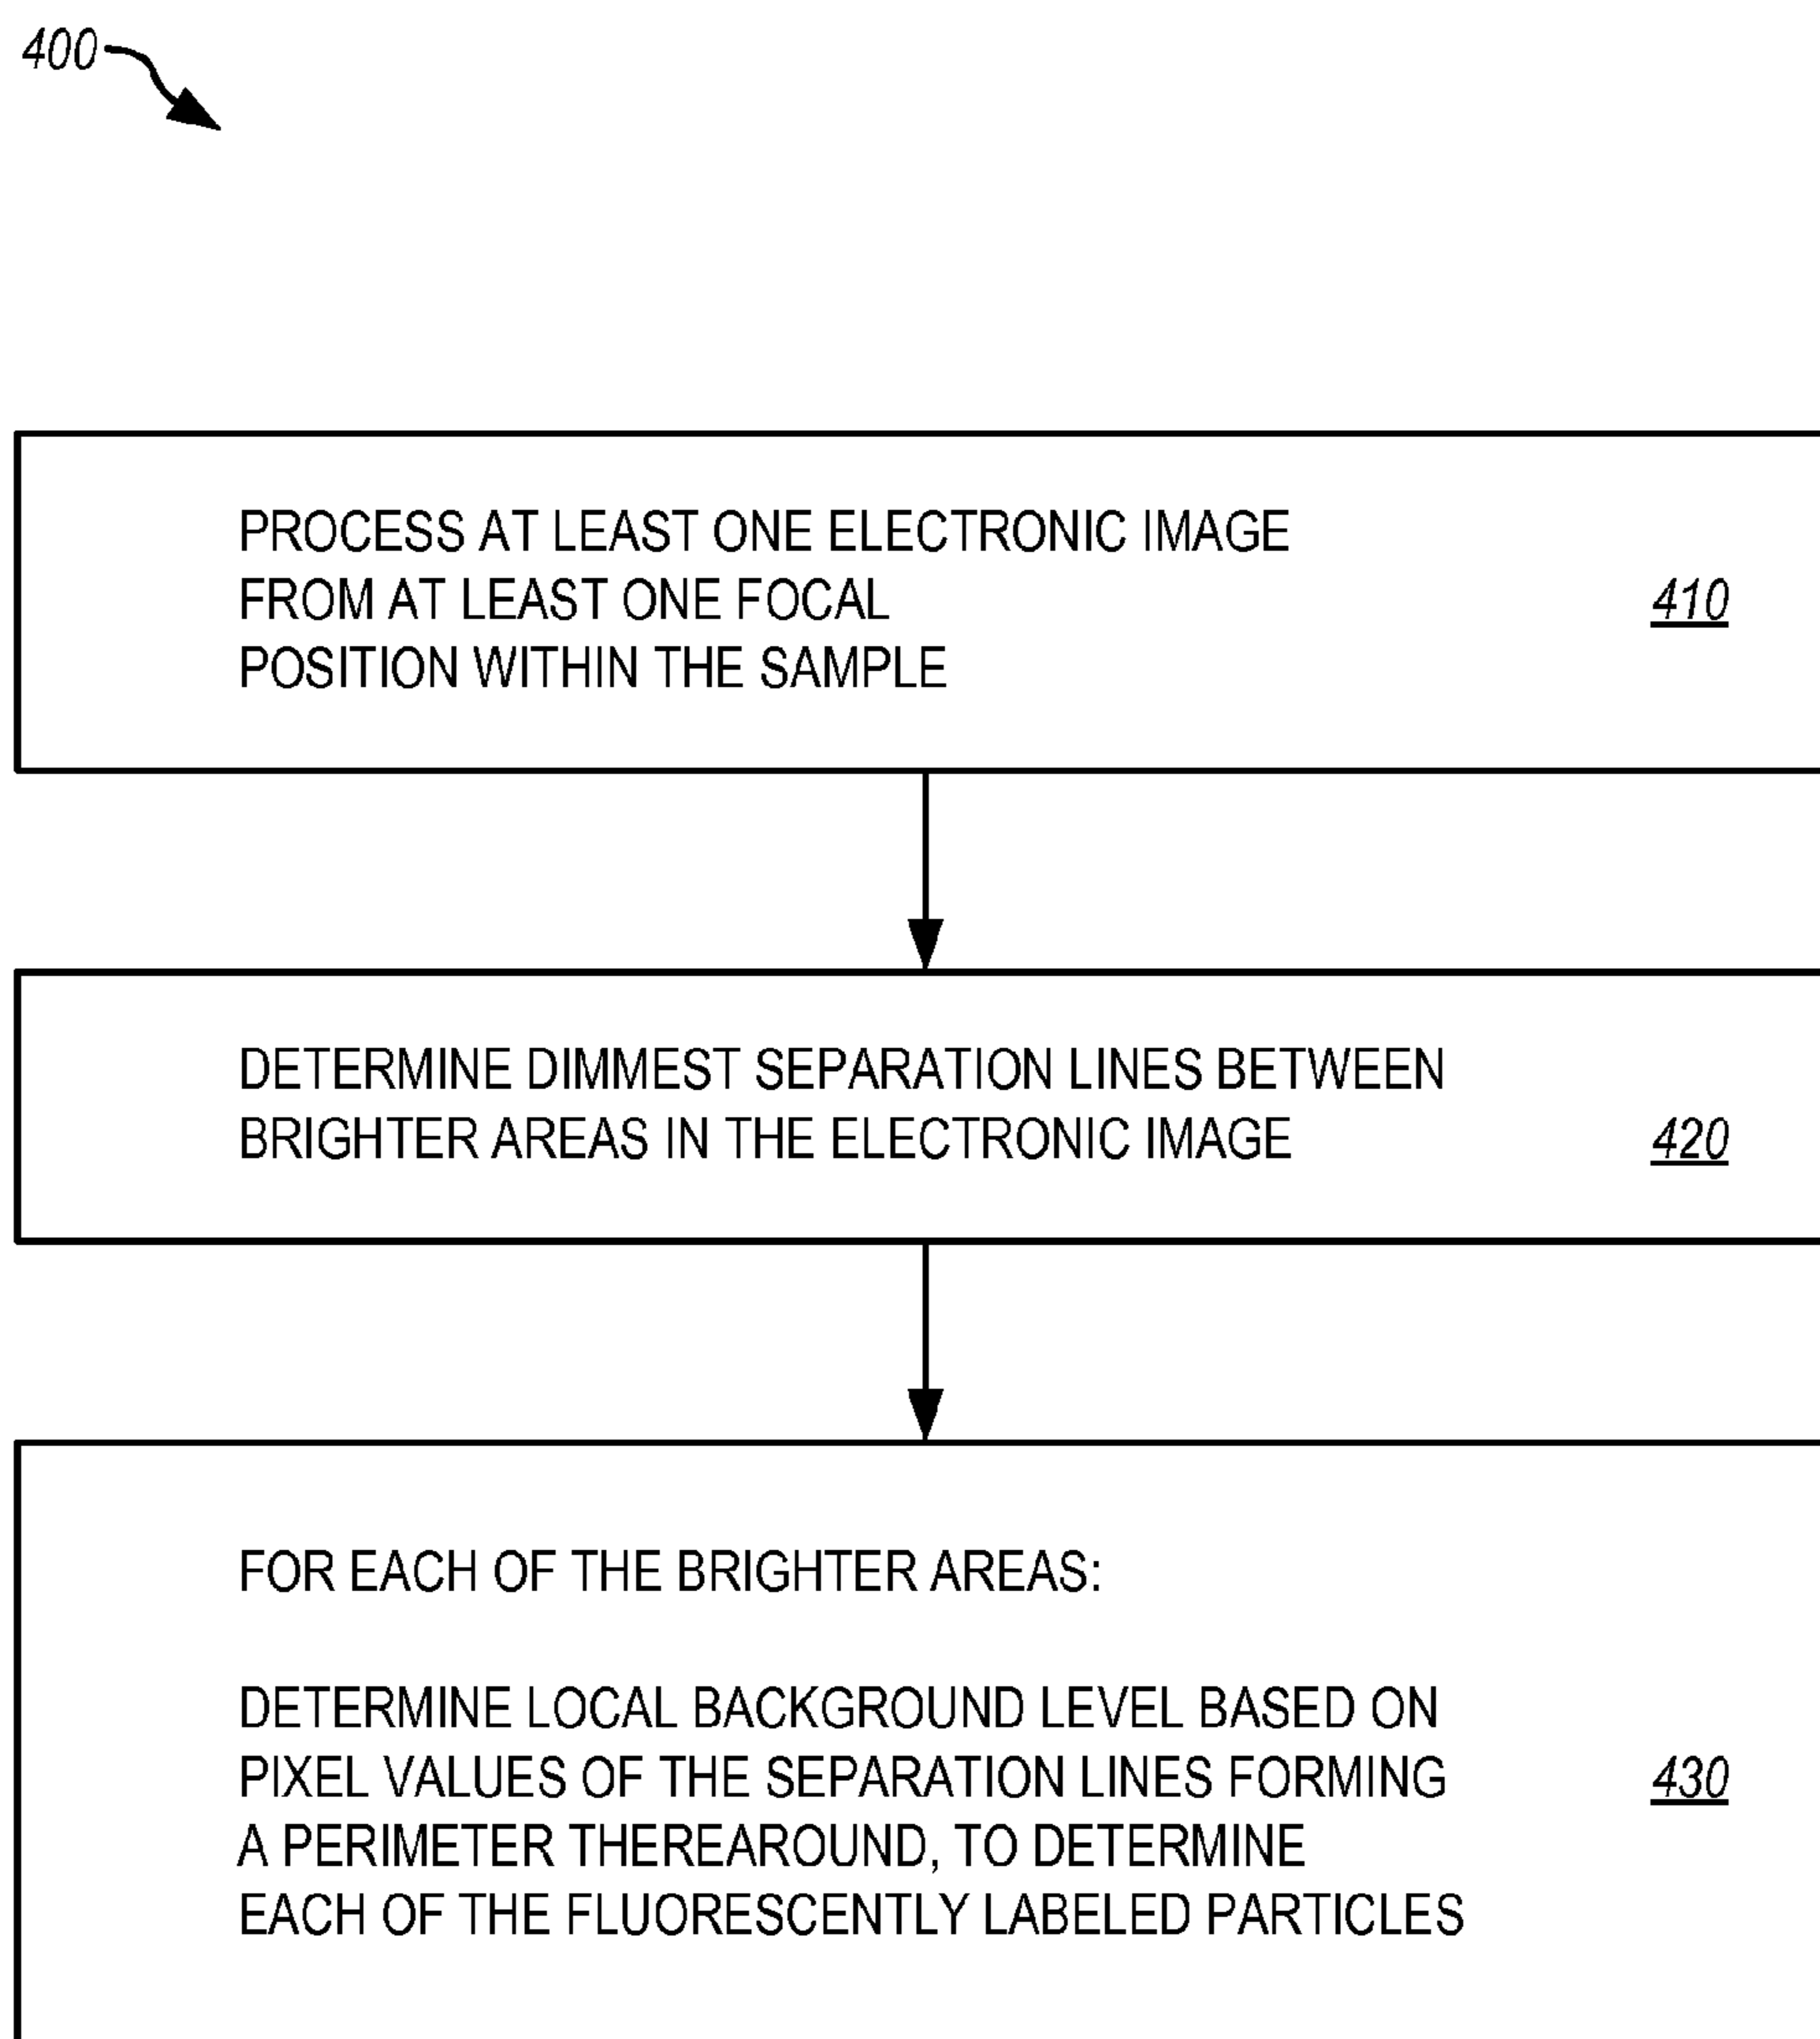 400
PROCESS AT LEAST ONE ELECTRONIC IMAGE
FROM AT LEAST ONE FOCAL
POSITION WITHIN THE SAMPLE
410
DETERMINE DIMMEST SEPARATION LINES BETWEEN
BRIGHTER AREAS IN THE ELECTRONIC IMAGE
420
FOR EACH OF THE BRIGHTER AREAS:
DETERMINE LOCAL BACKGROUND LEVEL BASED ON
PIXEL VALUES OF THE SEPARATION LINES FORMING
A PERIMETER THEREAROUND, TO DETERMINE
EACH OF THE FLUORESCENTLY LABELED PARTICLES
430